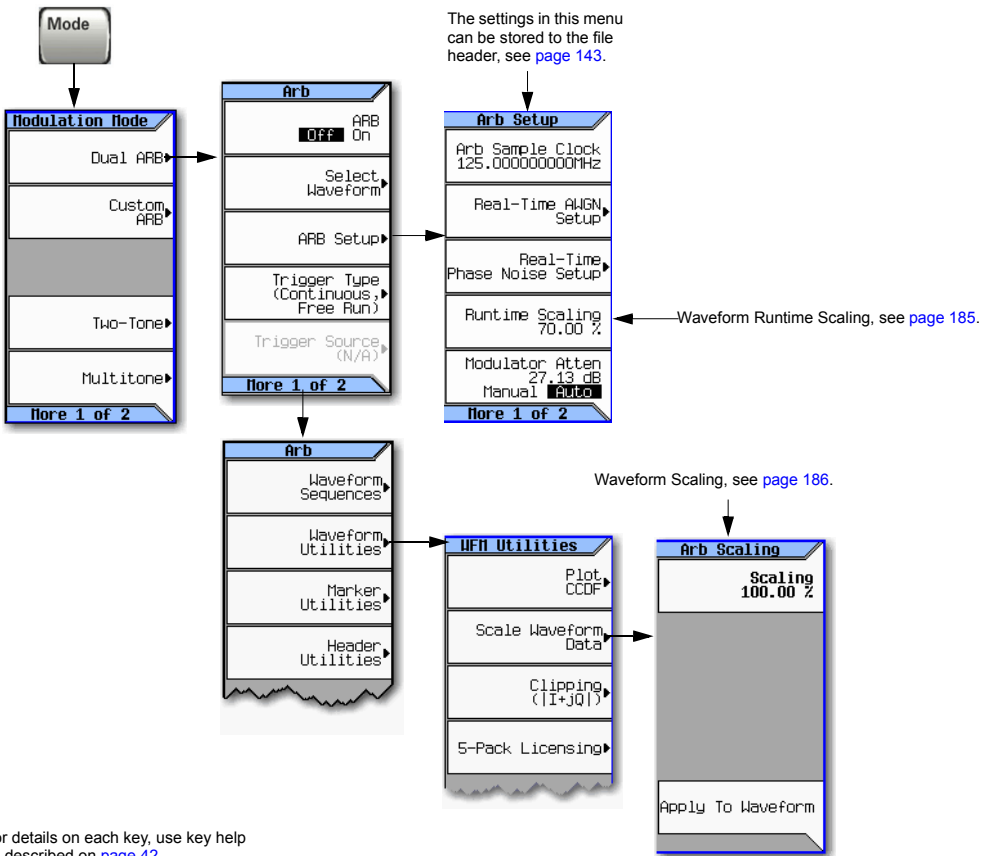 The settings in this menu
can be stored to the file
header, see page 143.
Mode
Modulation Mode
Dual ARB
Custom
ARB
Two-Tone
Multitone
More 1 of 2
Arb
ARB
Off On
Select
Waveform
ARB Setup
Trigger Type
(Continuous,
Free Run)
Trigger Source
(N/A)
More 1 of 2
Arb Setup
Arb Sample Clock
125.000000000MHz
Real-Time AWGN
Setup
Real-Time
Phase Noise Setup
Runtime Scaling
70.00 %
Modulator Atten
27.13 dB
Manual Auto
More 1 of 2
Waveform Runtime Scaling, see page 185.
Arb
Waveform
Sequences
Waveform
Utilities
Marker
Utilities
Header
Utilities
WFM Utilities
Plot
CCDF
Scale Waveform
Data
Clipping
(|I+jQ|)
5-Pack Licensing
Waveform Scaling, see page 186.
Arb Scaling
Scaling
100.00 %
Apply To Waveform
or details on each key, use key help
described on page 42.